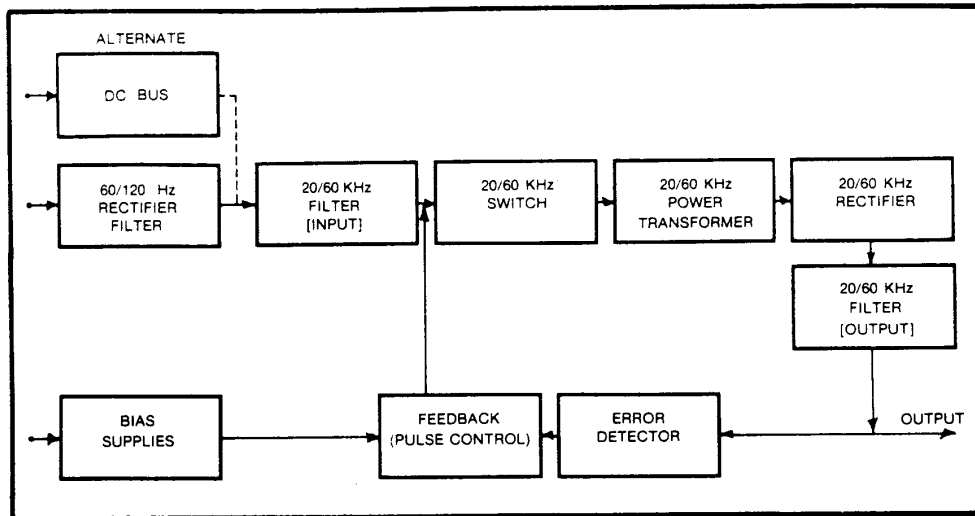 ALTERNATE
DC BUS
60/120 Hz
RECTIFIER
FILTER
20/60 KHz
FILTER
[INPUT]
20/60 KHz
SWITCH
20/60 KHz
POWER
TRANSFORMER
20/60 KHz
RECTIFIER
20/60 KHz
FILTER
[OUTPUT]
BIAS
SUPPLIES
FEEDBACK
(PULSE CONTROL)
ERROR
DETECTOR
OUTPUT